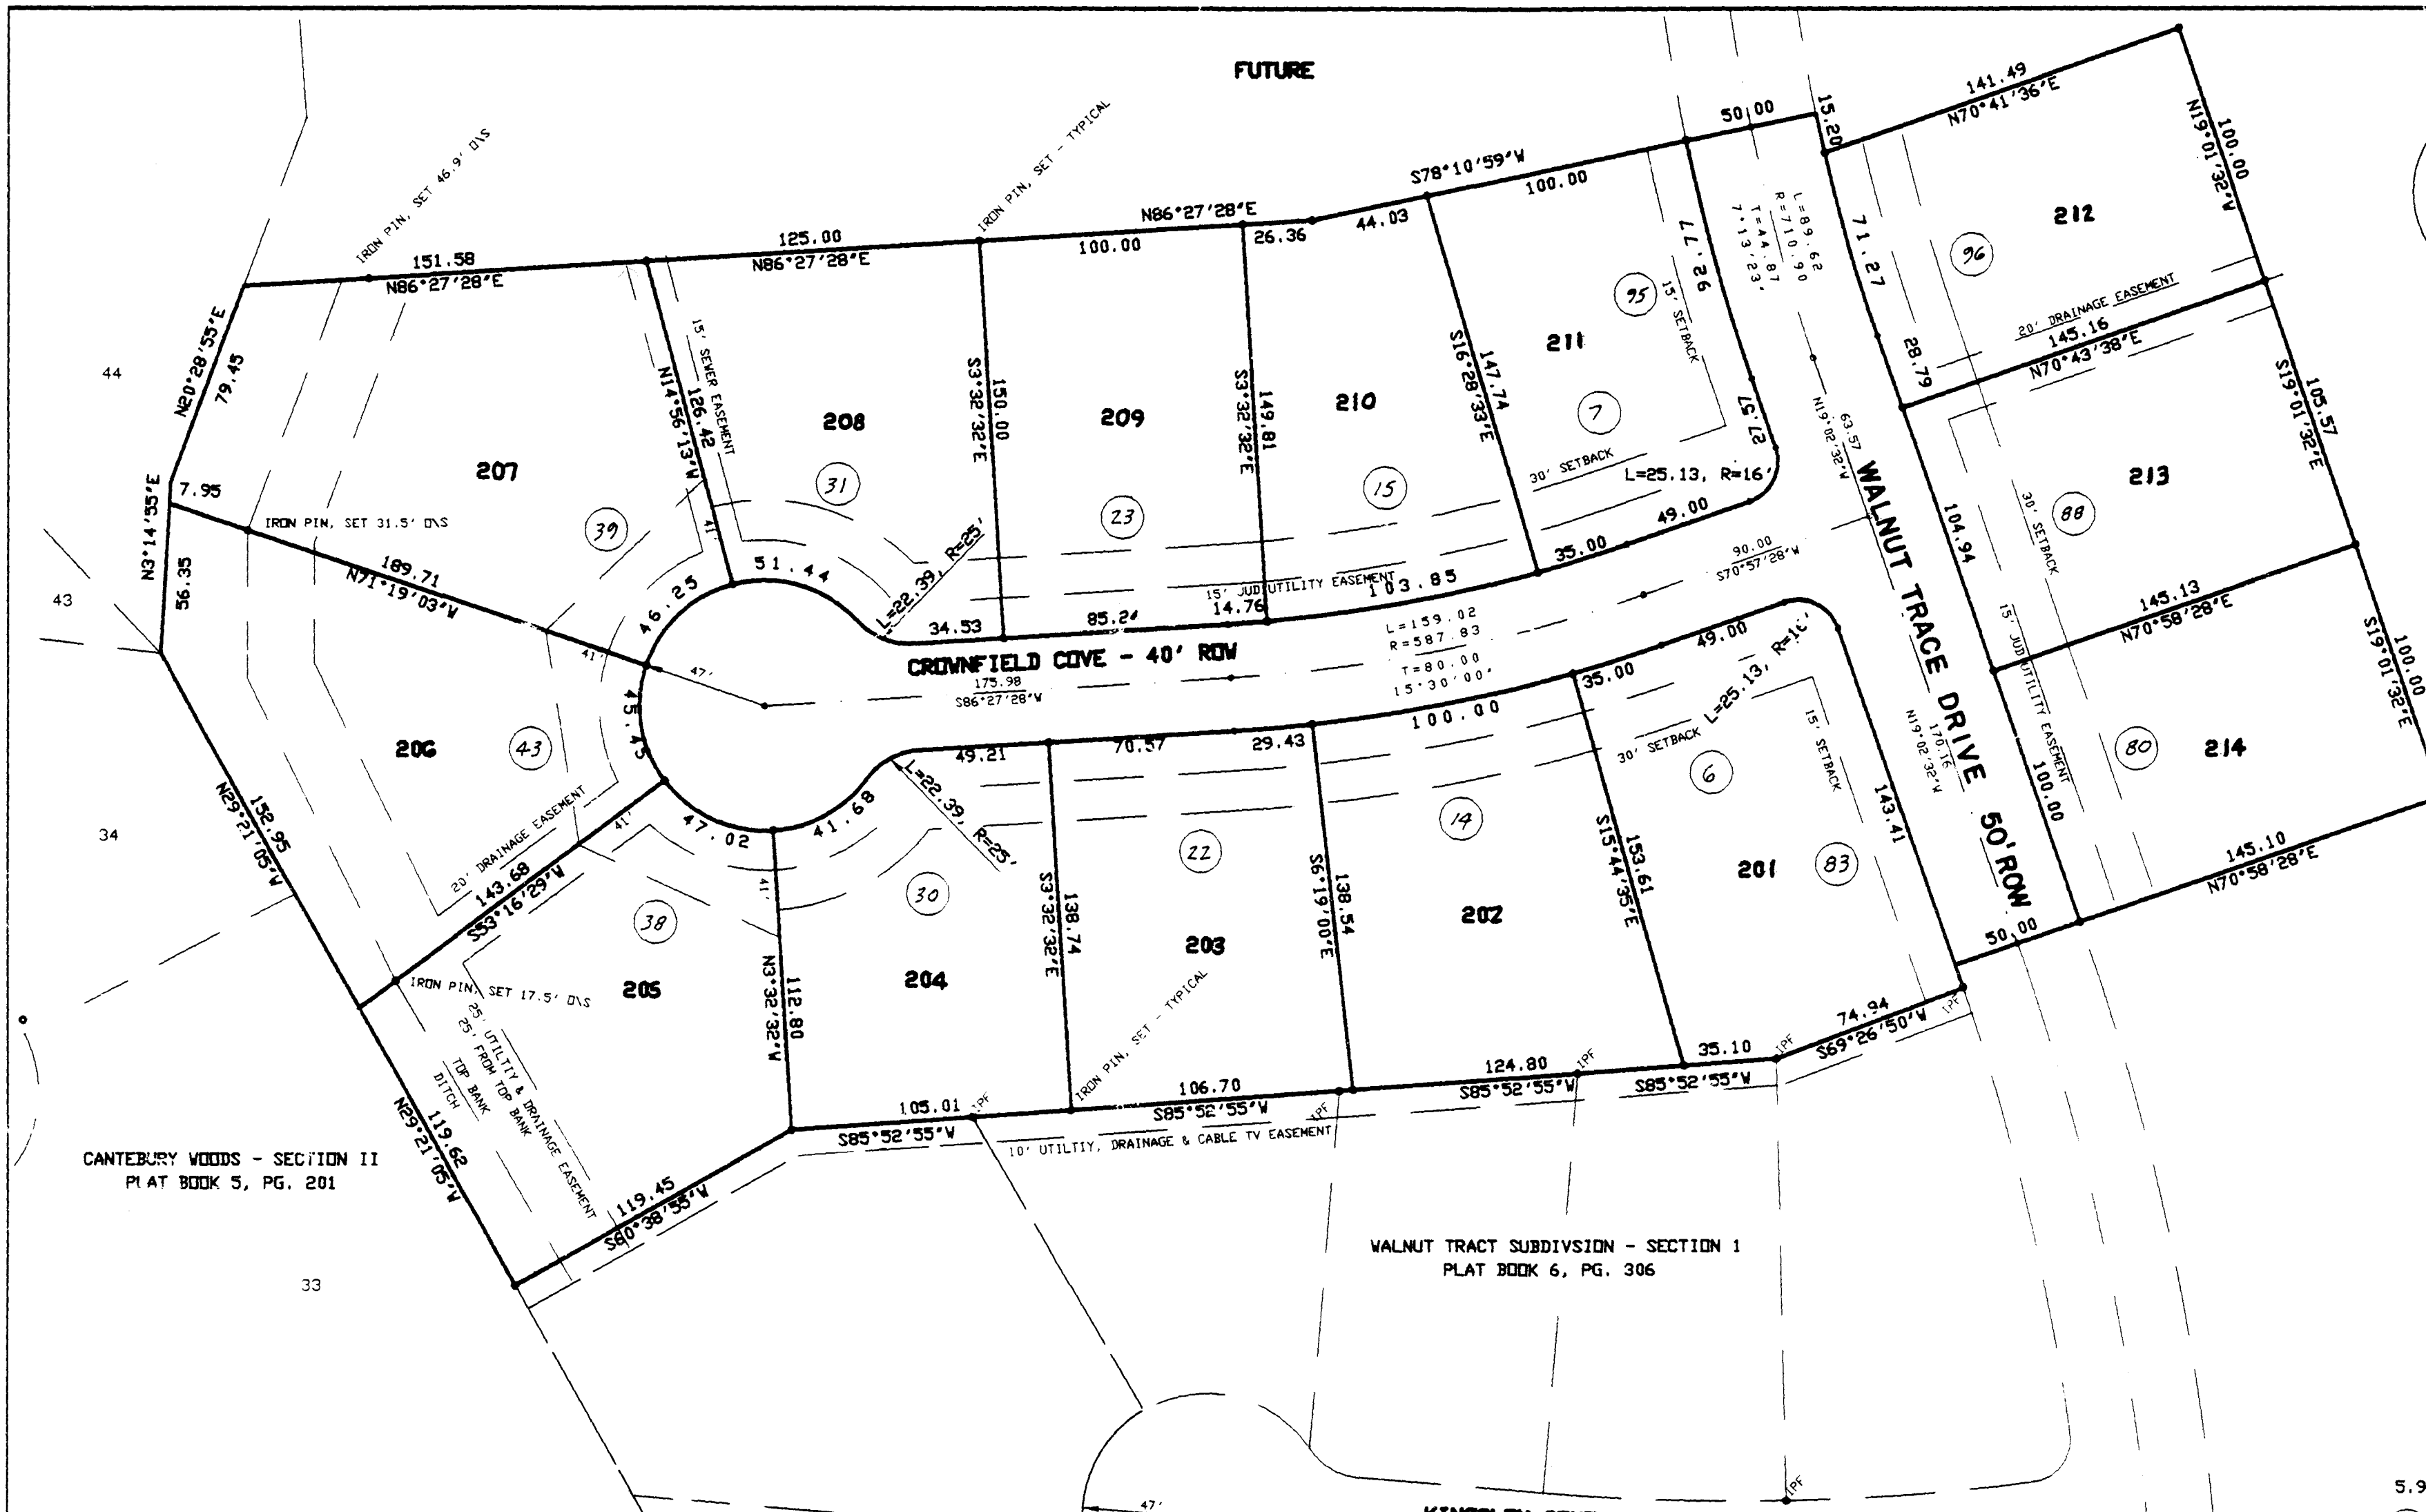 FUTURE
IRON PIN, SET 46.9' O\S
IRON PIN, SET - TYPICAL
151.58
N86°27'28"E
125.00
N86°27'28"E
N86°27'28"E
100.00
26.36
44.03
S78°10'59"W
100.00
50.00
15.20
141.49
N70°41'36"E
100.00
N19°01'32"W
212
96
71.27
28.79
L=89.62
R=710.90
T=44.87
7°13'23"
92.77
27.57
95
15' SETBACK
211
7
30' SETBACK
L=25.13, R=16'
147.74
S16°28'33"E
210
15
149.81
S3°32'32"E
209
23
150.00
S3°32'32"E
208
31
15' SEWER EASEMENT
126.42
N14°56'13"W
41'
207
39
44
N20°28'55"E
79.45
7.95
N3°14'55"E
56.35
43
IRON PIN, SET 31.5' O\S
189.71
N71°19'03"W
41'
47'
46.25
51.44
L=22.39, R=25'
34.53
85.24
14.76
15' JUD UTILITY EASEMENT
103.85
35.00
49.00
90.00
S70°57'28"W
63.57
N19°02'32"W
20' DRAINAGE EASEMENT
145.16
N70°43'38"E
105.57
S19°01'32"E
213
88
30' SETBACK
104.94
15' JUD UTILITY EASEMENT
145.13
N70°58'28"E
100.00
S19°01'32"E
214
80
100.00
145.10
N70°58'28"E
WALNUT TRACE DRIVE 50' ROW
170.16
N19°02'32"W
CROWNFIELD COVE - 40' ROW
175.98
S86°27'28"W
L=159.02
R=587.83
T=80.00
15°30'00"
45.45
206
43
34
152.95
N29°21'05"W
20' DRAINAGE EASEMENT
143.68
S53°16'29"W
41'
47.02
41.68
L=22.39, R=25'
49.21
70.57
29.43
100.00
35.00
49.00
L=25.13, R=16'
30' SETBACK
15' SETBACK
6
201
83
143.41
50.00
153.61
S15°44'35"E
202
14
138.54
S6°19'00"E
203
22
138.74
S3°32'32"E
204
30
41'
112.80
N3°32'32"W
205
38
IRON PIN, SET 17.5' O\S
25' UTILTIY & DRAINAGE EASEMENT
25' FROM TOP BANK
TOP BANK
DITCH
119.62
N29°21'05"W
119.45
S60°38'55"W
105.01
S85°52'55"W
IPF
IRON PIN, SET - TYPICAL
106.70
S85°52'55"W
IPF
124.80
S85°52'55"W
IPF
35.10
S85°52'55"W
IPF
74.94
S69°26'50"W
IPF
10' UTILTIY, DRAINAGE & CABLE TV EASEMENT
CANTEBURY WOODS - SECTION II
PLAT BOOK 5, PG. 201
33
WALNUT TRACT SUBDIVSION - SECTION 1
PLAT BOOK 6, PG. 306
47'
IPF
5.9